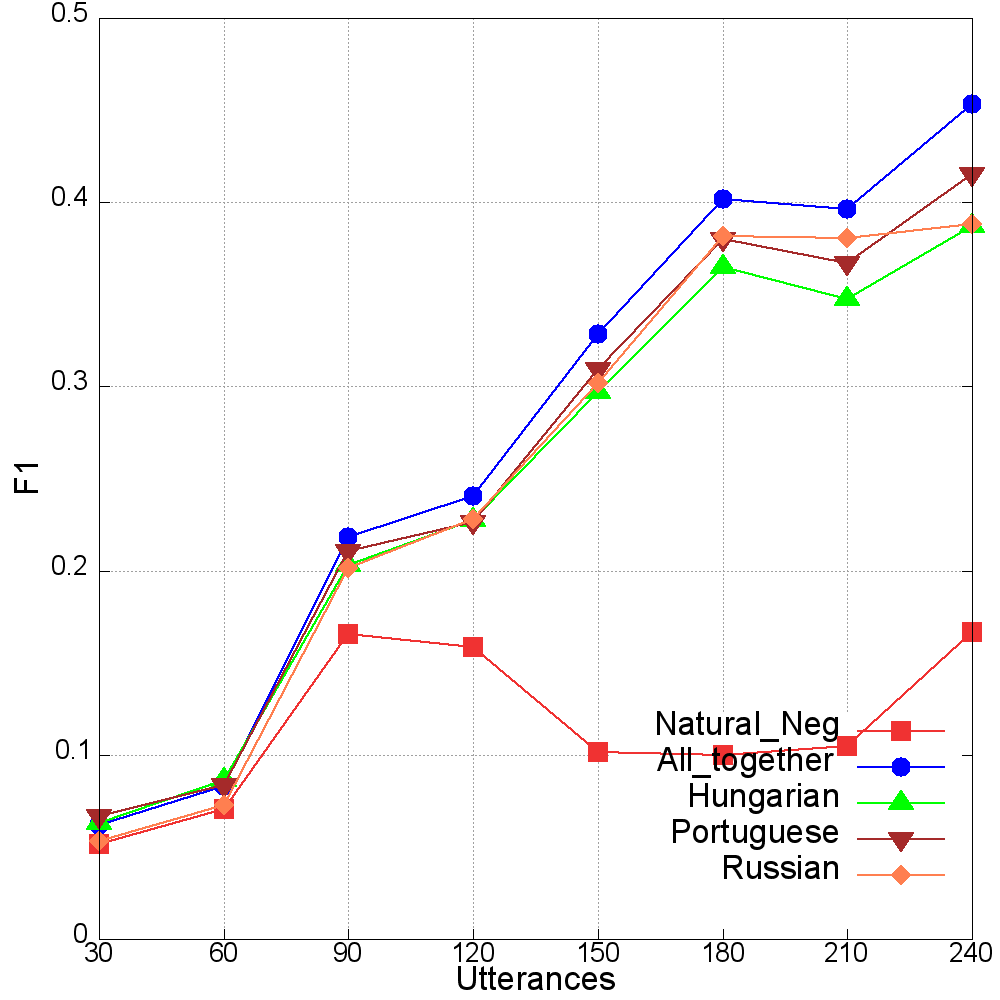 0.5
0.4
0.3
0.2
0.1
0
F1
Natural_Neg
All_together
Hungarian
Portuguese
Russian
30 60 90 120 150 180 210 240
Utterances